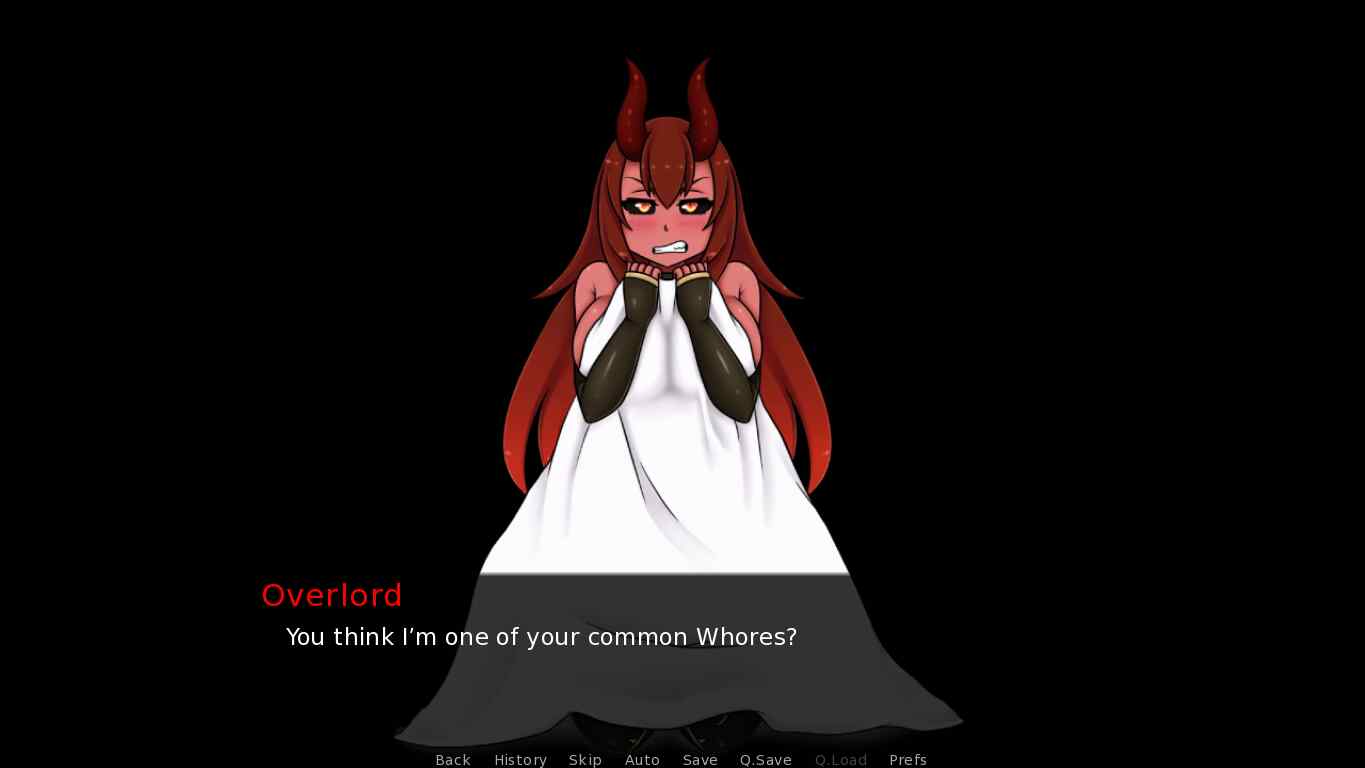 Overlord
You think I’m one of your common Whores?
Back History Skip Auto Save Q.Save Q.Load Prefs